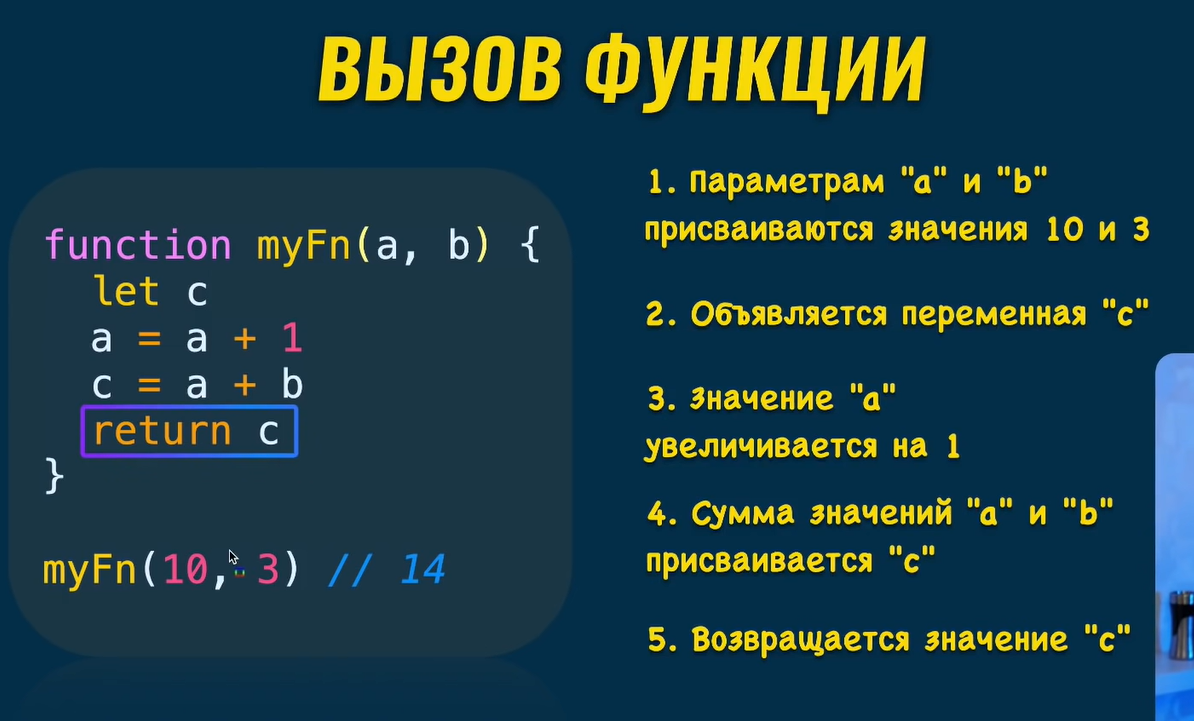 ВЫЗОВ ФУНКЦИИ
function myFn(a, b) {
  let c
  a = a + 1
  c = a + b
  return c
}
myFn(10, 3) // 14
1. Параметрам "a" и "b"
присваиваются значения 10 и 3
2. Объявляется переменная "c"
3. Значение "a"
увеличивается на 1
4. Сумма значений "a" и "b"
присваивается "c"
5. Возвращается значение "c"